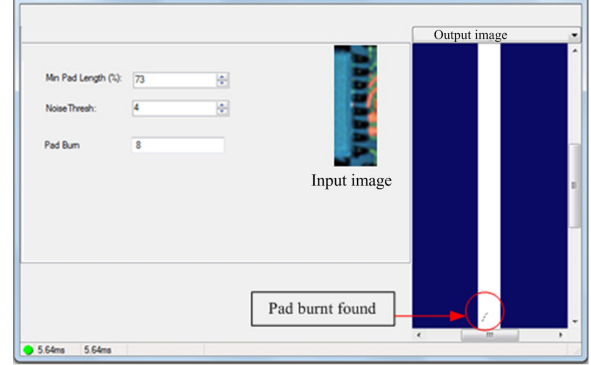 Output image
Min Pad Length (%): 73
Noise Thresh: 4
Pad Burn 8
Input image
Pad burnt found
5.64ms 5.64ms